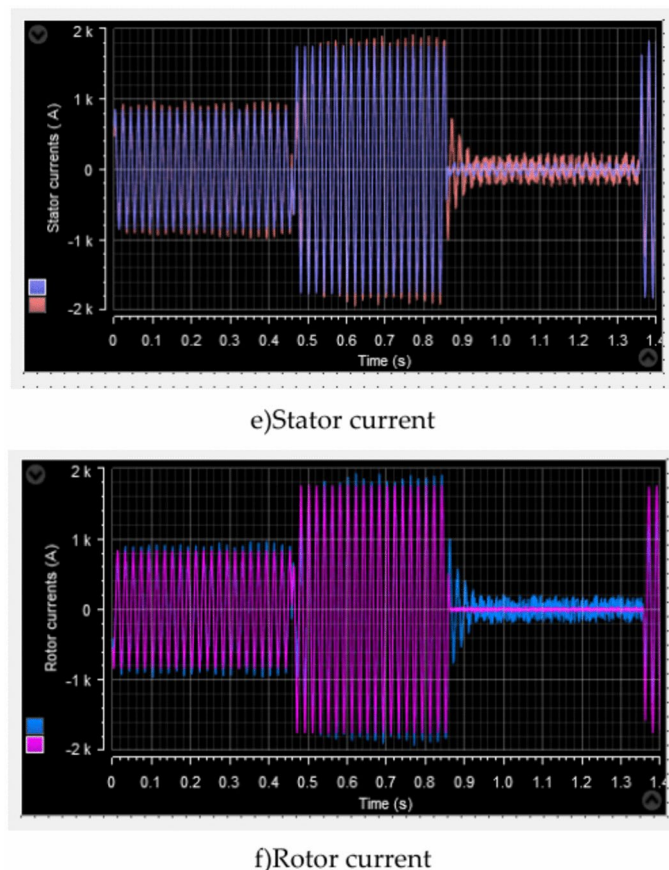 2 k
1 k
0
-1 k
-2 k
Stator currents ( A)
0 0.1 0.2 0.3 0.4 0.5 0.6 0.7 0.8 0.9 1.0 1.1 1.2 1.3 1.4
Time (s)
e)Stator current
2 k
1 k
0
-1 k
-2 k
Rotor currents (A)
0 0.1 0.2 0.3 0.4 0.5 0.6 0.7 0.8 0.9 1.0 1.1 1.2 1.3 1.4
Time (s)
f)Rotor current